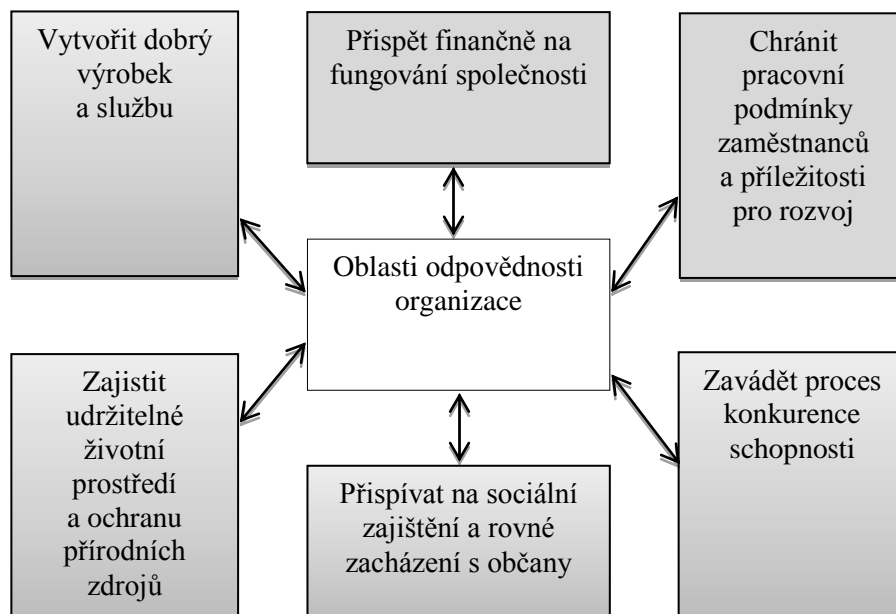 Vytvořit dobrý
výrobek
a službu
Přispět finančně na
fungování společnosti
Chránit
pracovní
podmínky
zaměstnanců
a příležitosti
pro rozvoj
Oblasti odpovědnosti
organizace
Zajistit
udržitelné
životní
prostředí
a ochranu
přírodních
zdrojů
Přispívat na sociální
zajištění a rovné
zacházení s občany
Zavádět proces
konkurence
schopnosti